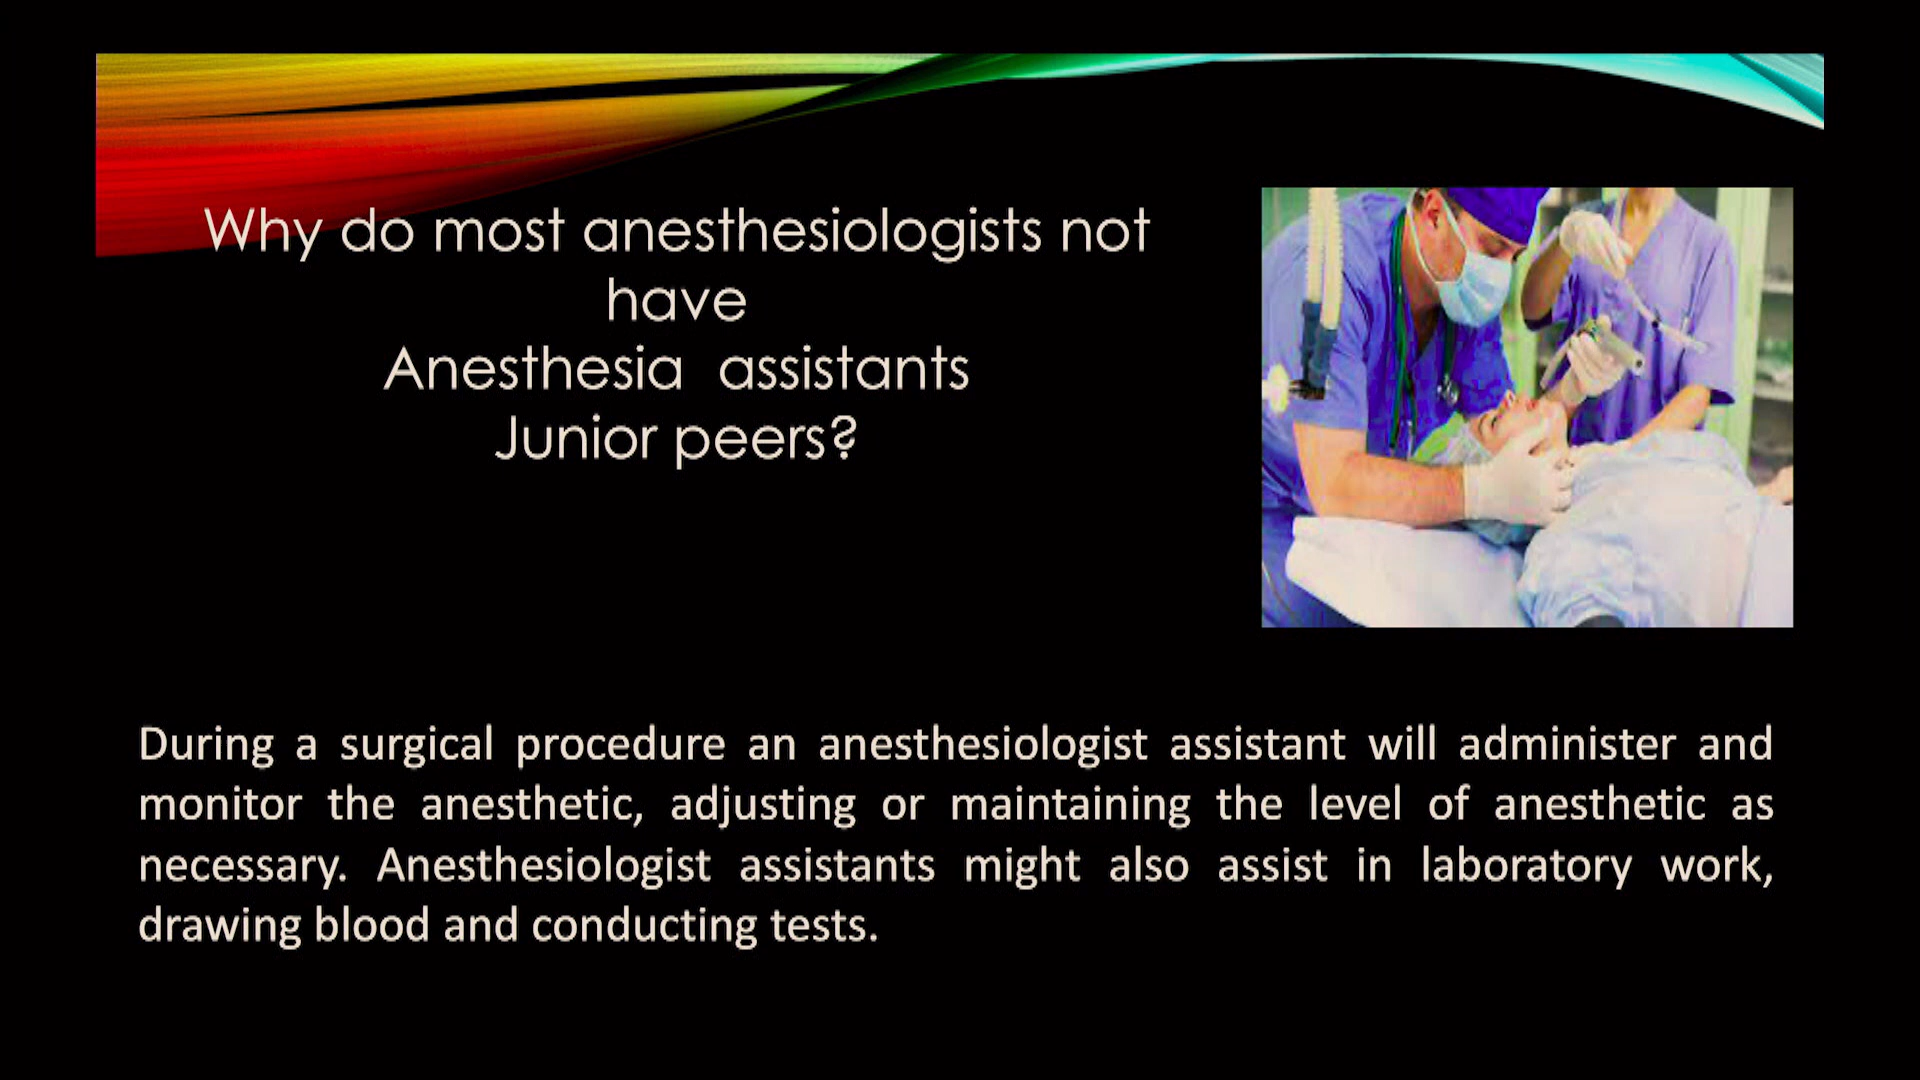 Why do most anesthesiologists not
have
Anesthesia assistants
Junior peers?
During a surgical procedure an anesthesiologist assistant will administer and
monitor the anesthetic, adjusting or maintaining the level of anesthetic as
necessary. Anesthesiologist assistants might also assist in laboratory work,
drawing blood and conducting tests.